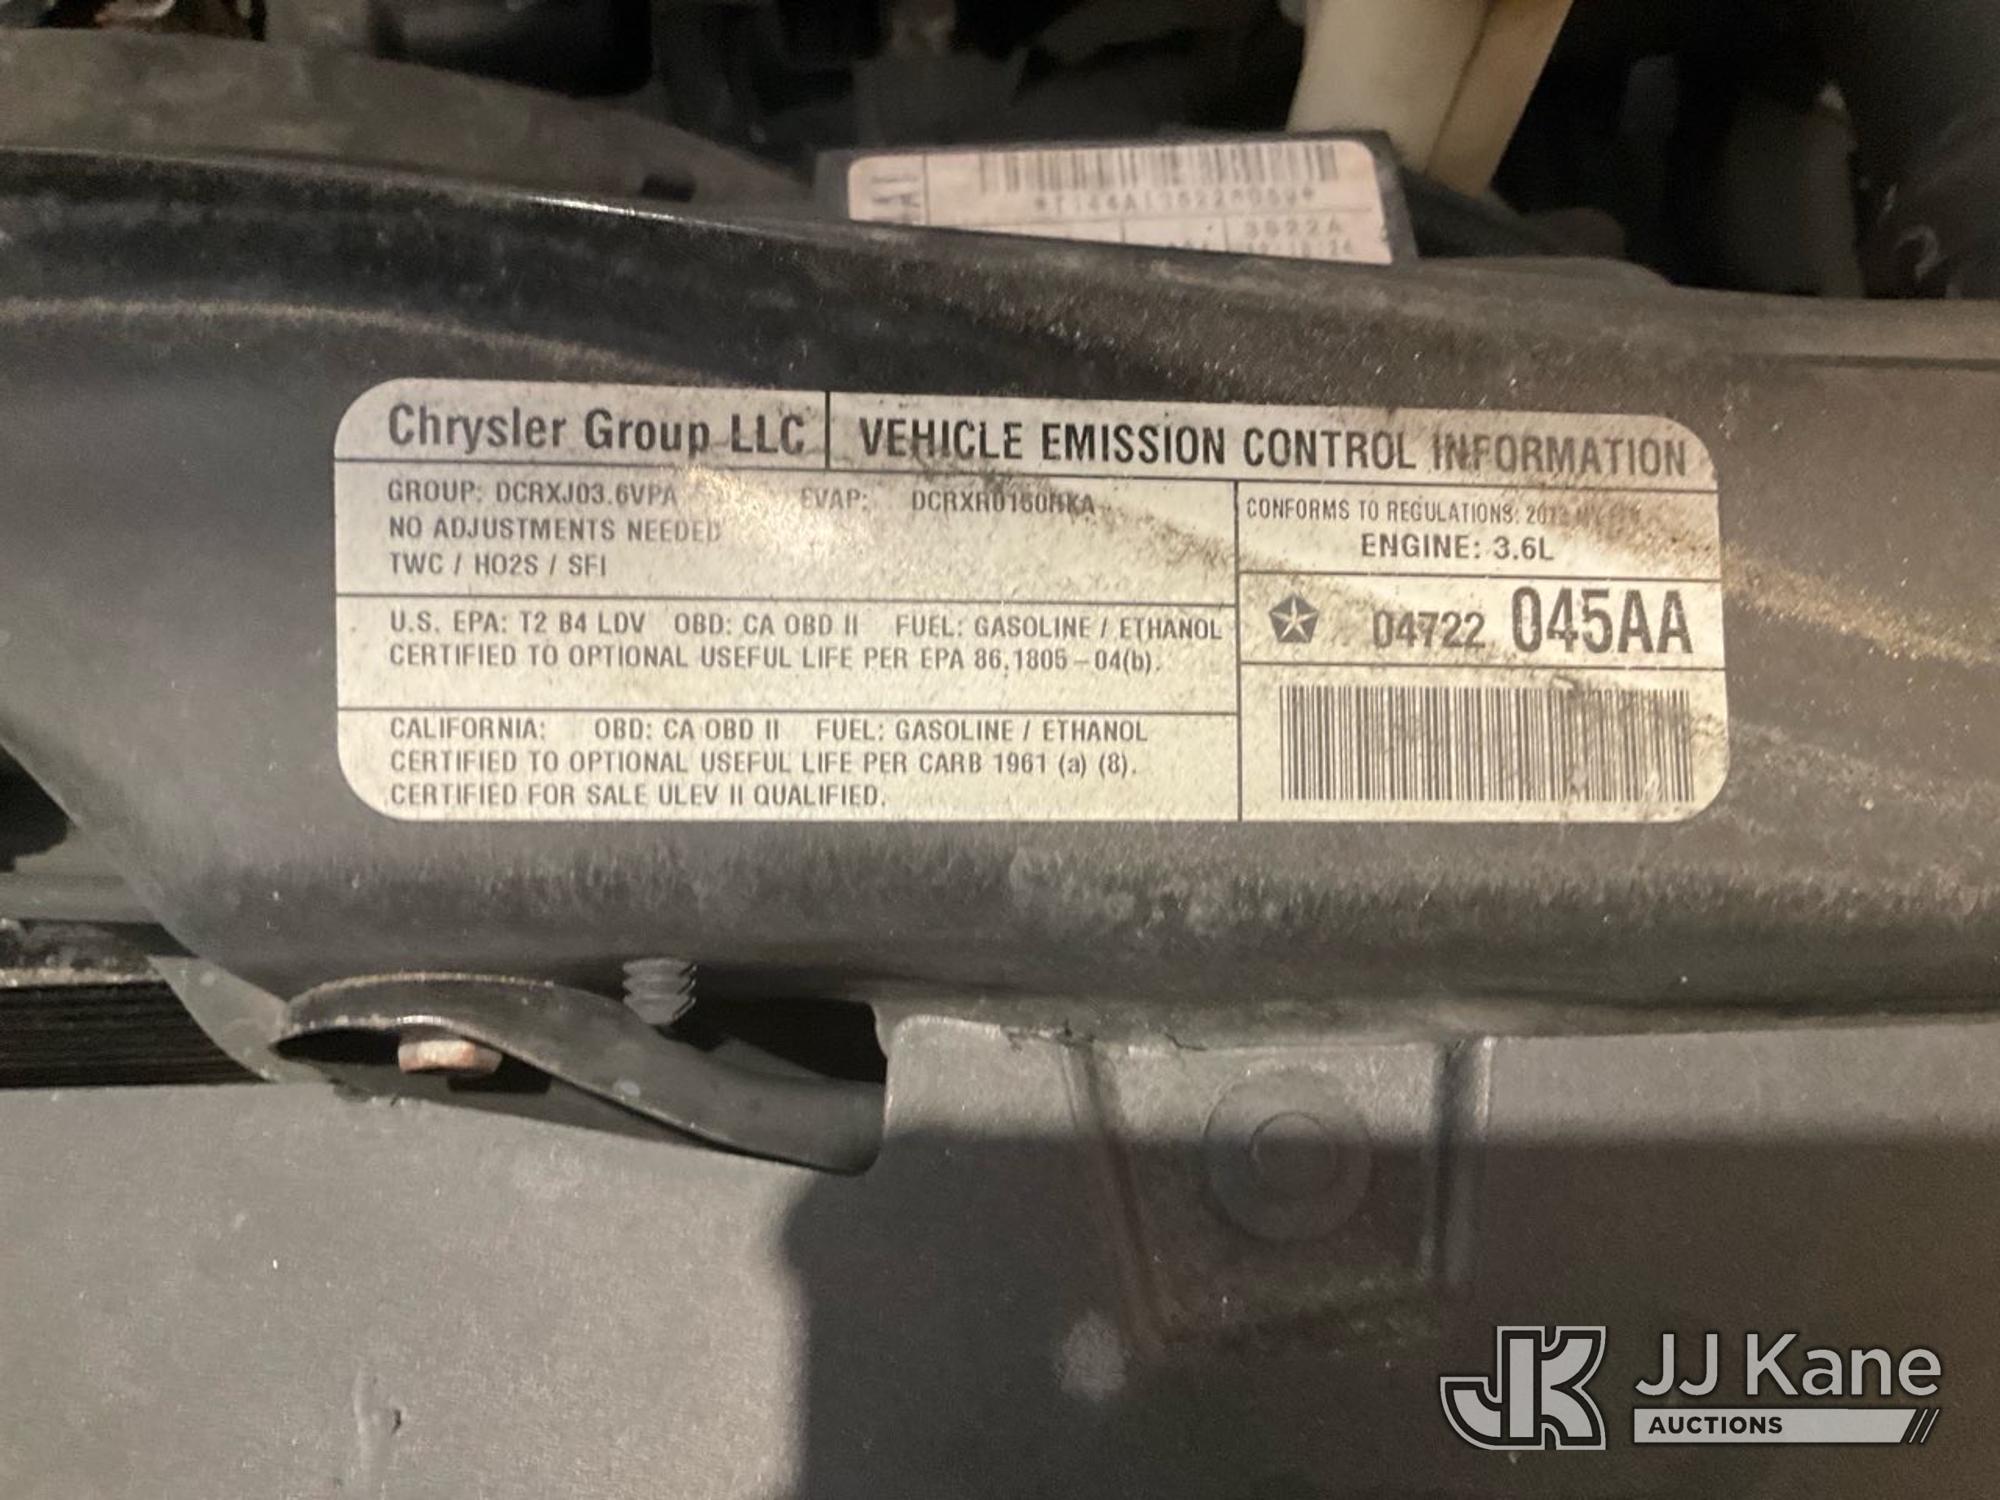 3822A
Chrysler Group LLC VEHICLE EMISSION CONTROL INFORMATION
GROUP: DCRXJ03.6VPA EVAP:
NO ADJUSTMENTS NEEDED
TWC / HO2S / SFI
CONFORMS TO REGULATIONS:
ENGINE: 3.6L
04722 045AA
U.S. EPA: T2 B4 LDV OBD: CA OBD II FUEL: GASOLINE / ETHANOL
CERTIFIED TO OPTIONAL USEFUL LIFE PER EPA 86.1805-04(b).
CALIFORNIA: OBD: CA OBD II FUEL: GASOLINE / ETHANOL
CERTIFIED TO OPTIONAL USEFUL LIFE PER CARB 1961 (a) (8).
CERTIFIED FOR SALE ULEV II QUALIFIED.
JK JJ Kane
AUCTIONS